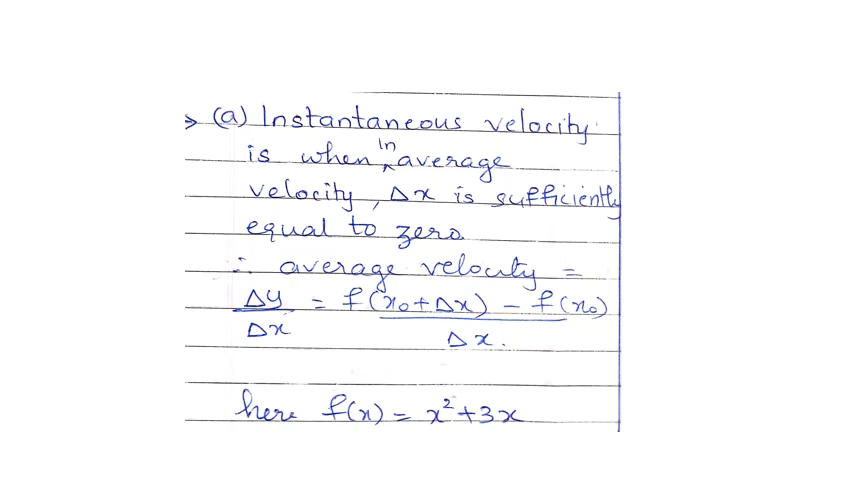 > (a) Instantaneous velocity
is when in average
velocity, Δx is sufficiently
equal to zero.
∴ average velocity =
Δy/Δx = f(x₀+Δx) - f(x₀)/Δx.
here f(x) = x²+3x